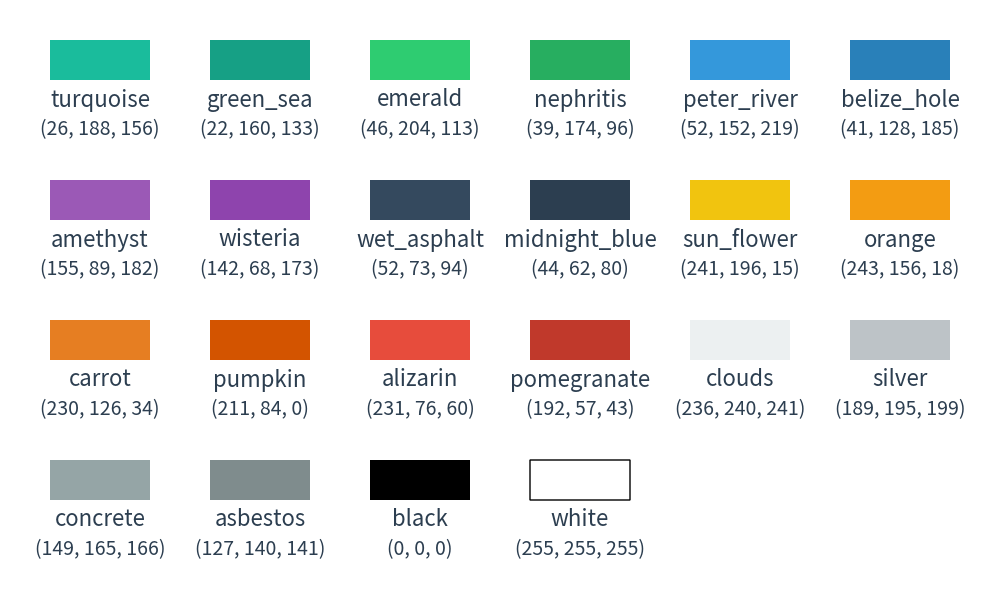 turquoise green_sea emerald nephritis peter_river belize_hole
(26, 188, 156) (22, 160, 133) (46, 204, 113) (39, 174, 96) (52, 152, 219) (41, 128, 185)
amethyst wisteria wet_asphalt midnight_blue sun_flower orange
(155, 89, 182) (142, 68, 173) (52, 73, 94) (44, 62, 80) (241, 196, 15) (243, 156, 18)
carrot pumpkin alizarin pomegranate clouds silver
(230, 126, 34) (211, 84, 0) (231, 76, 60) (192, 57, 43) (236, 240, 241) (189, 195, 199)
concrete asbestos black white
(149, 165, 166) (127, 140, 141) (0, 0, 0) (255, 255, 255)